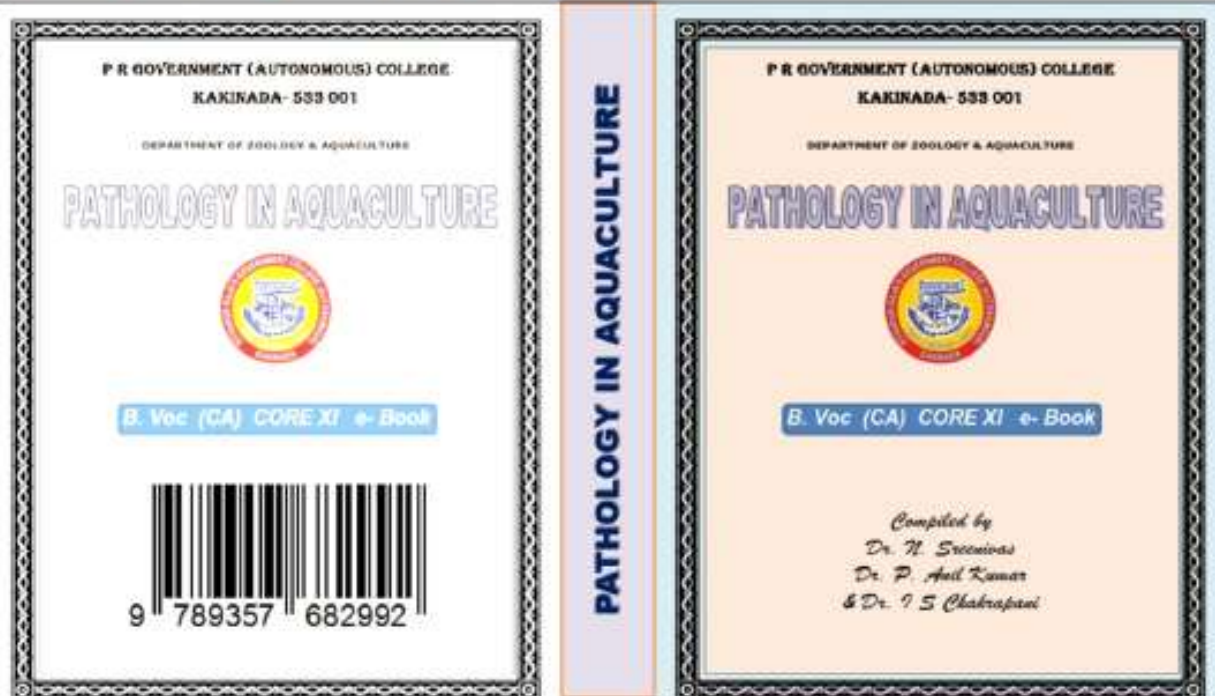 P R GOVERNMENT (AUTONOMOUS) COLLEGE
KAKINADA- 533 001
DEPARTMENT OF ZOOLOGY & AQUACULTURE
PATHOLOGY IN AQUACULTURE
B. Voc (CA) CORE XI e- Book
9 789357 682992
PATHOLOGY IN AQUACULTURE
P R GOVERNMENT (AUTONOMOUS) COLLEGE
KAKINADA- 533 001
DEPARTMENT OF ZOOLOGY & AQUACULTURE
PATHOLOGY IN AQUACULTURE
B. Voc (CA) CORE XI e- Book
Compiled by
Dr. N. Sreenivas
Dr. P. Anil Kumar
& Dr. I S Chakrapani